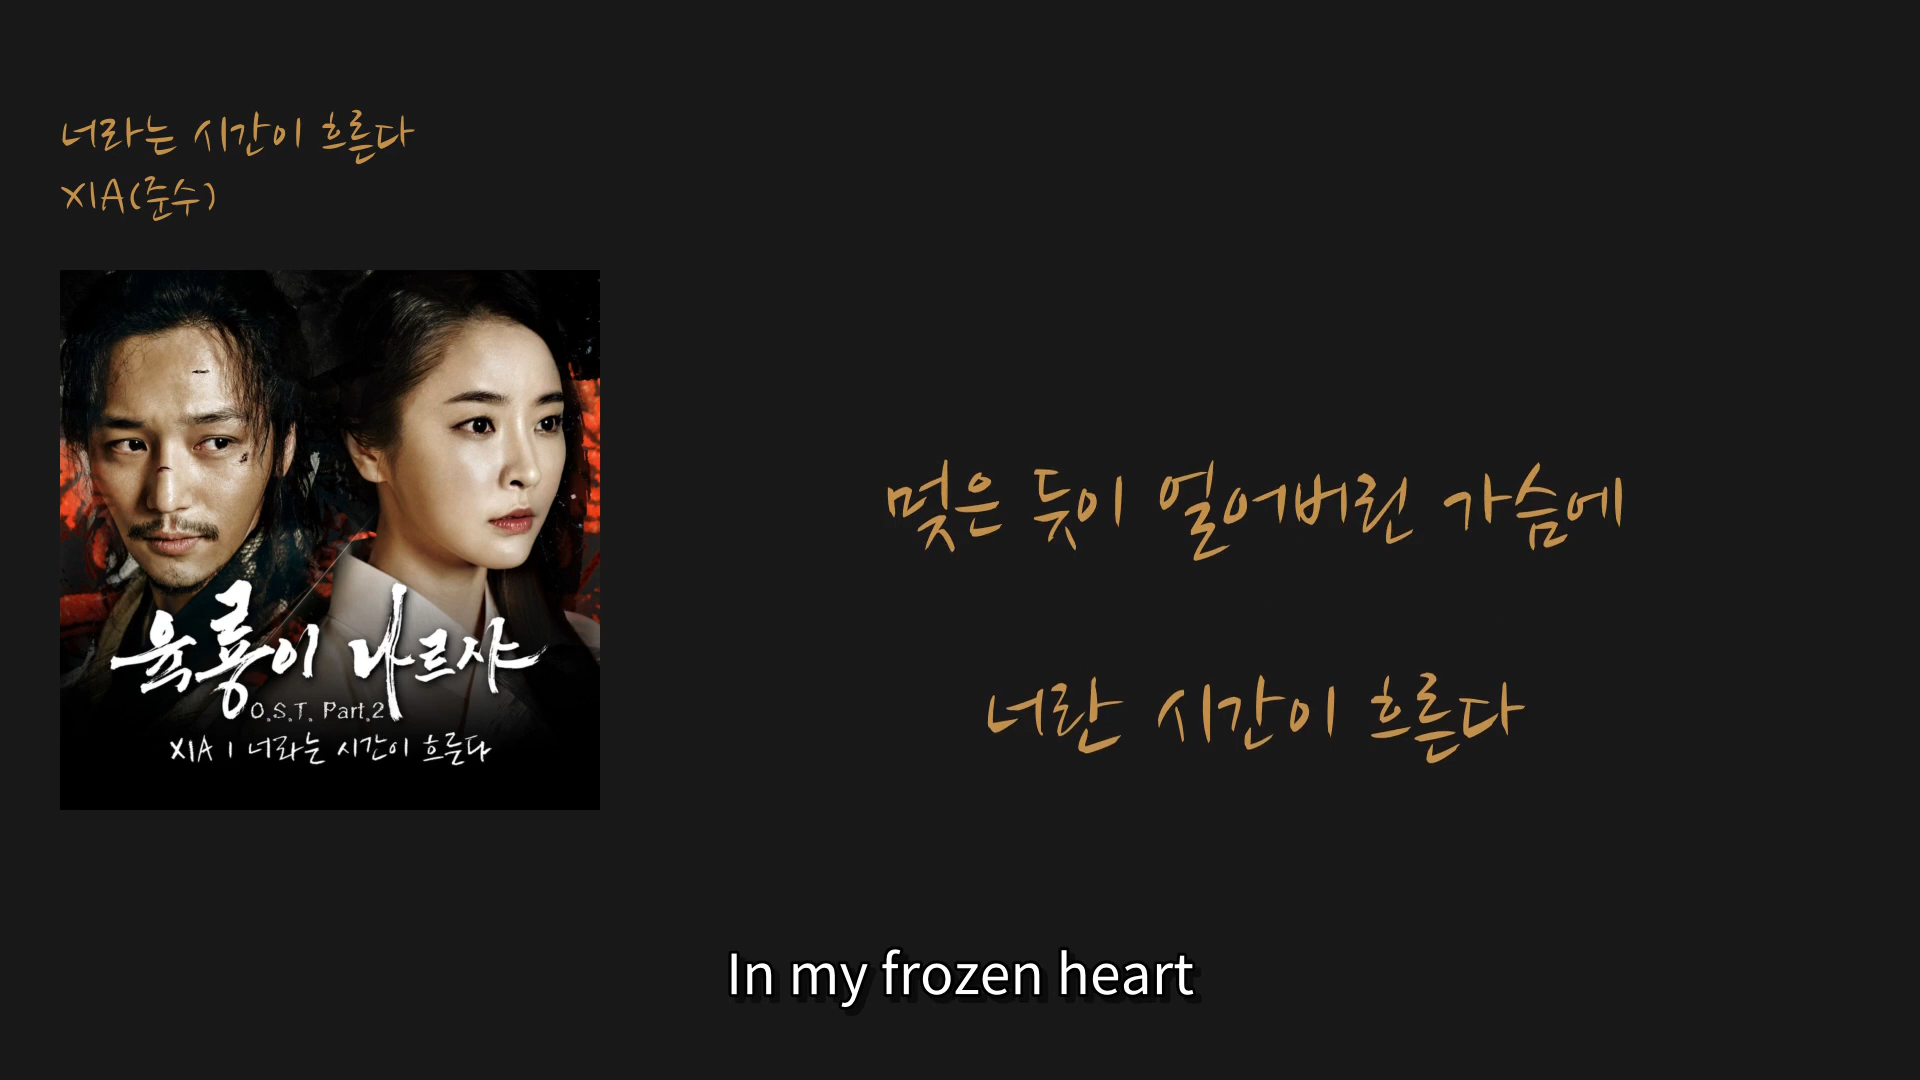 너라는 시간이 흐른다
XIA(준수)
육룡이 나르샤
O.S.T. Part.2
XIA | 너라는 시간이 흐른다
멎은 듯이 얼어버린 가슴에
너란 시간이 흐른다
In my frozen heart